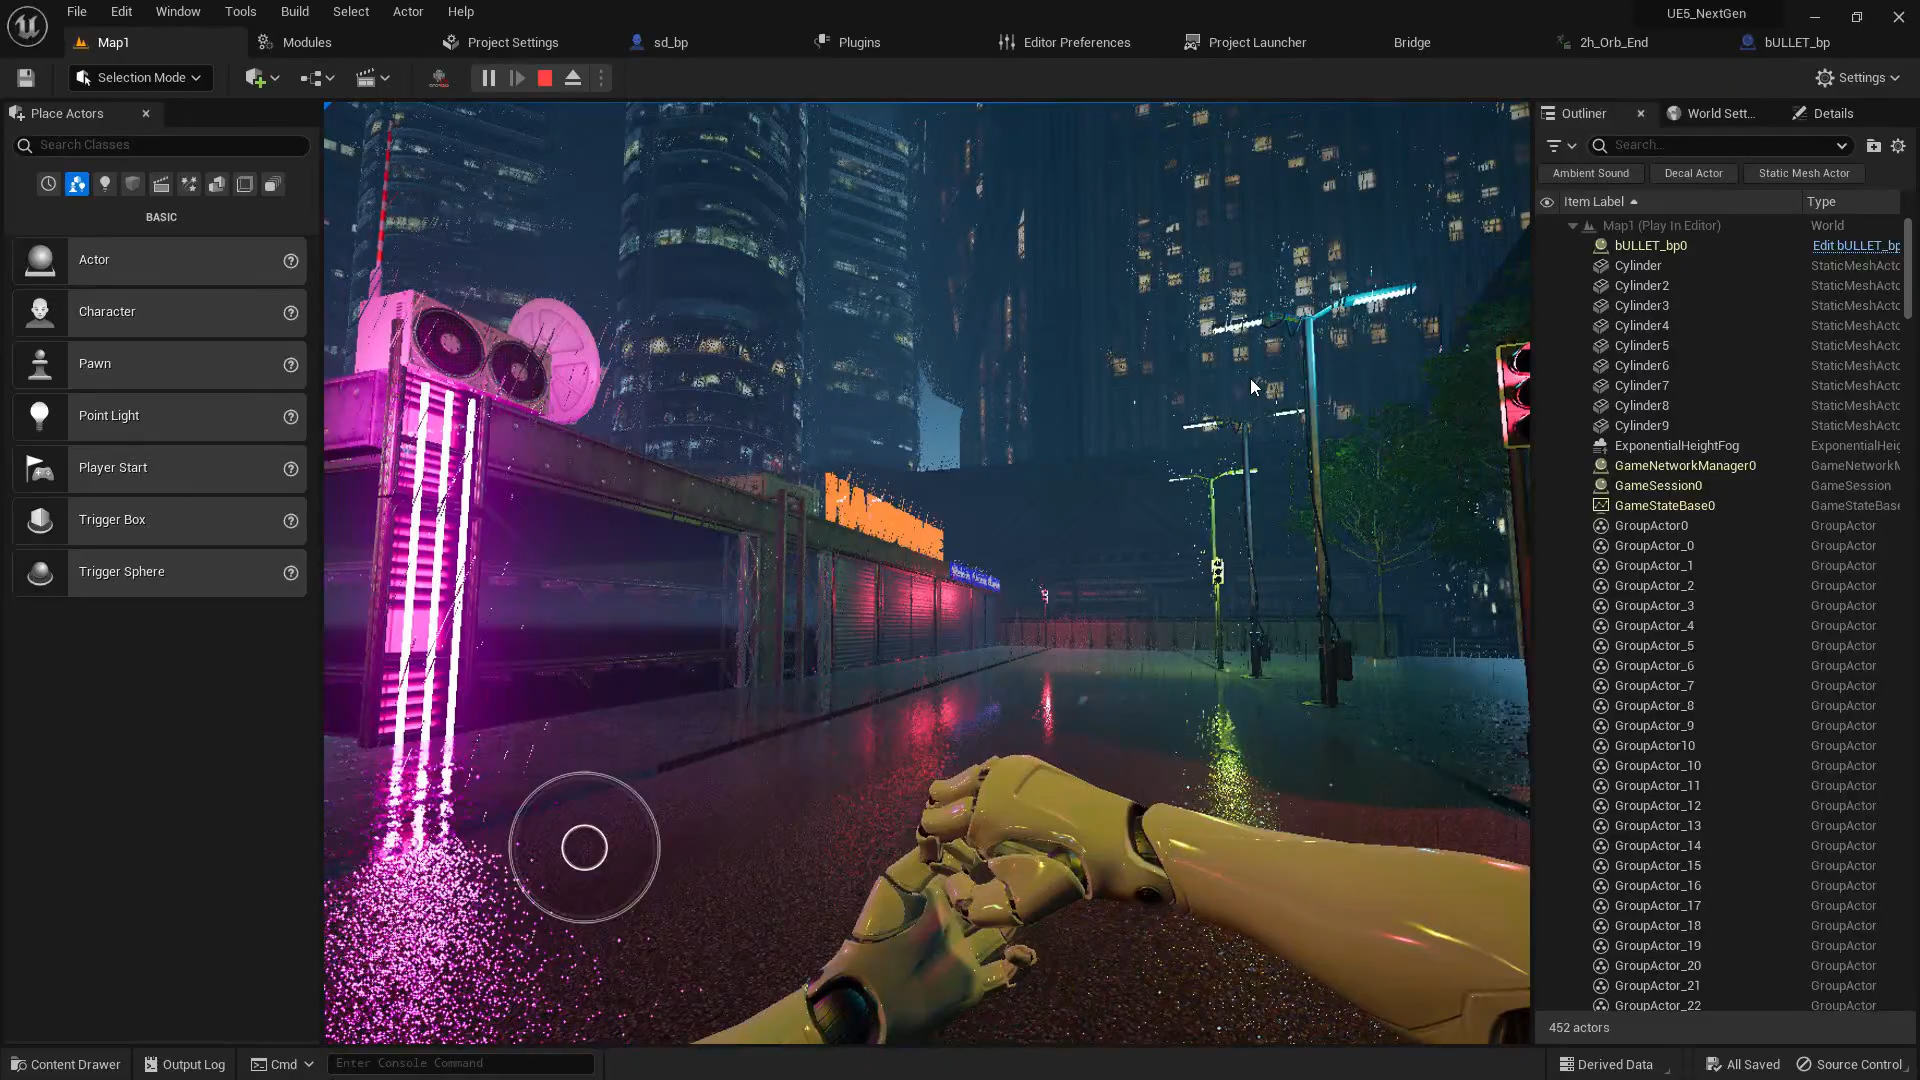 File Edit Window Tools Build Select Actor Help
UE5_NextGen
Map1 Modules Project Settings sd_bp Plugins Editor Preferences Project Launcher Bridge 2h_Orb_End bULLET_bp
Selection Mode
Settings
Place Actors
Search Classes
BASIC
Actor
Character
Pawn
Point Light
Player Start
Trigger Box
Trigger Sphere
Outliner World Sett... Details
Search...
Ambient Sound Decal Actor Static Mesh Actor
Item Label Type
Map1 (Play In Editor) World
bULLET_bp0 Edit bULLET_bp
Cylinder StaticMeshActo
Cylinder2 StaticMeshActo
Cylinder3 StaticMeshActo
Cylinder4 StaticMeshActo
Cylinder5 StaticMeshActo
Cylinder6 StaticMeshActo
Cylinder7 StaticMeshActo
Cylinder8 StaticMeshActo
Cylinder9 StaticMeshActo
ExponentialHeightFog ExponentialHeig
GameNetworkManager0 GameNetworkM
GameSession0 GameSession
GameStateBase0 GameStateBase
GroupActor0 GroupActor
GroupActor_0 GroupActor
GroupActor_1 GroupActor
GroupActor_2 GroupActor
GroupActor_3 GroupActor
GroupActor_4 GroupActor
GroupActor_5 GroupActor
GroupActor_6 GroupActor
GroupActor_7 GroupActor
GroupActor_8 GroupActor
GroupActor_9 GroupActor
GroupActor10 GroupActor
GroupActor_10 GroupActor
GroupActor_11 GroupActor
GroupActor_12 GroupActor
GroupActor_13 GroupActor
GroupActor_14 GroupActor
GroupActor_15 GroupActor
GroupActor_16 GroupActor
GroupActor_17 GroupActor
GroupActor_18 GroupActor
GroupActor_19 GroupActor
GroupActor_20 GroupActor
GroupActor_21 GroupActor
GroupActor_22 GroupActor
452 actors
Content Drawer Output Log Cmd Enter Console Command Derived Data All Saved Source Control